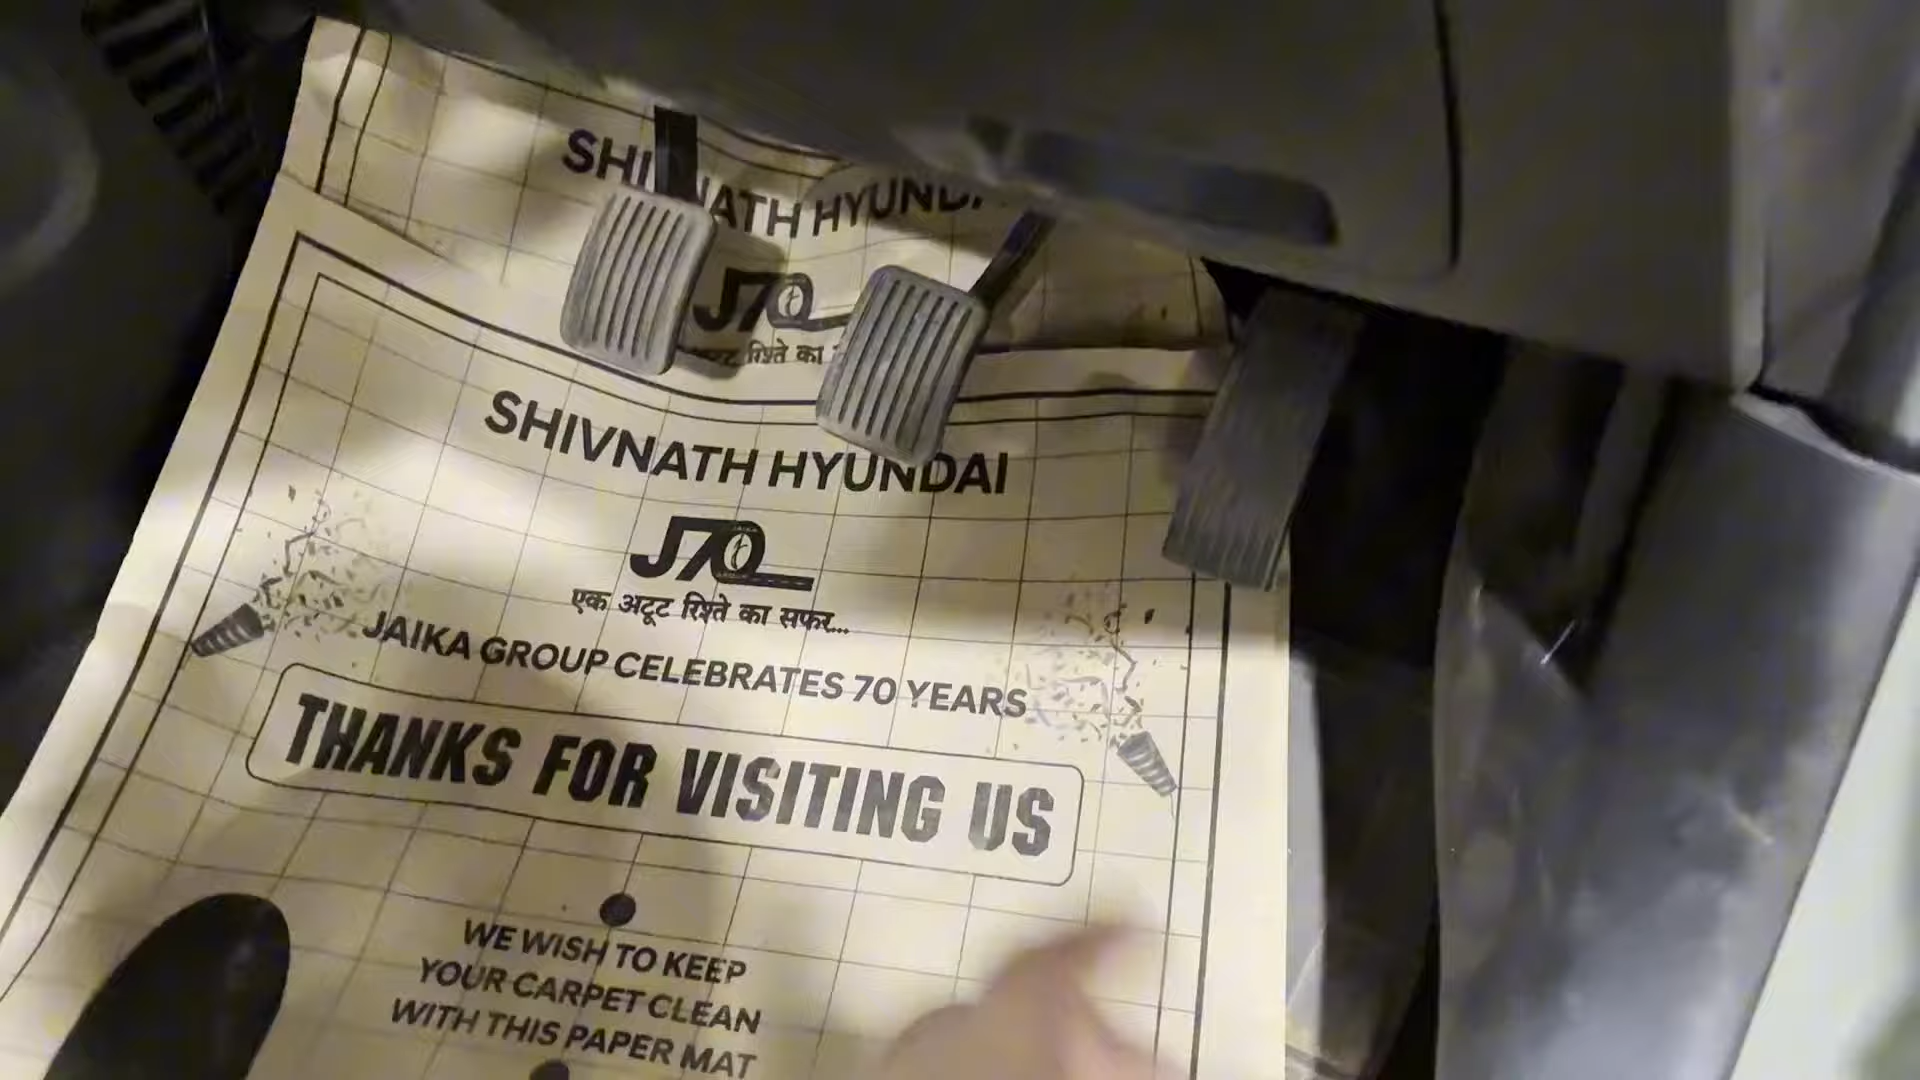 SHIVNATH HYUNDAI
J70
रिश्ते का
SHIVNATH HYUNDAI
J70
एक अटूट रिश्ते का सफर...
JAIKA GROUP CELEBRATES 70 YEARS
THANKS FOR VISITING US
WE WISH TO KEEP
YOUR CARPET CLEAN
WITH THIS PAPER MAT